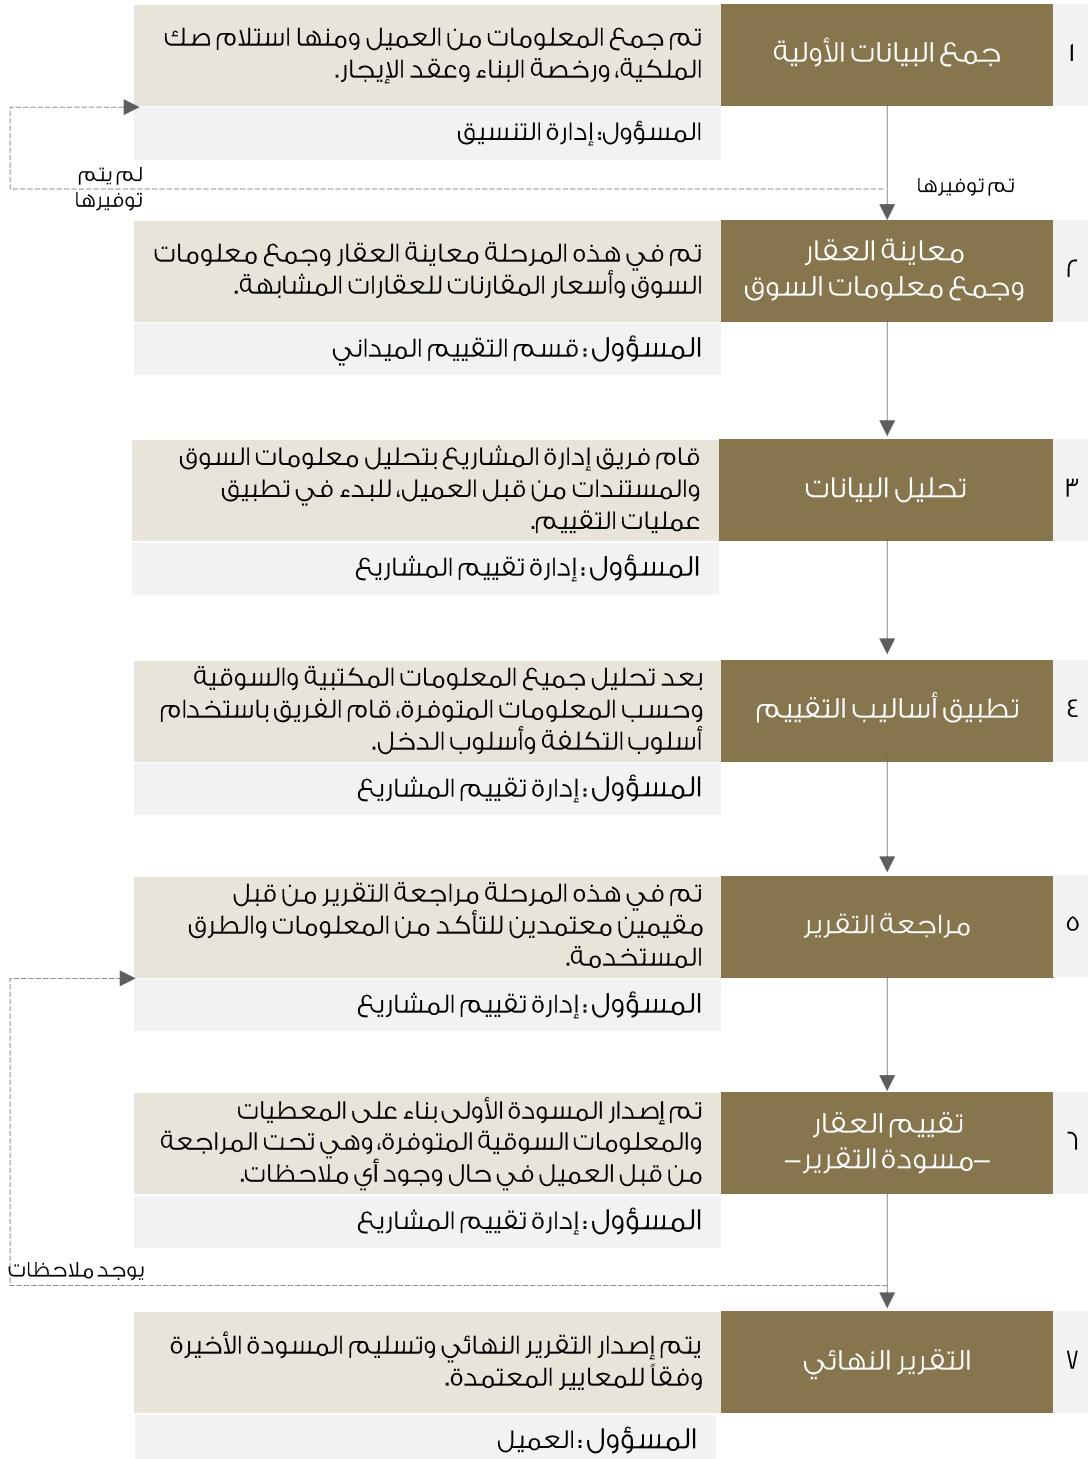 ١
جمع البيانات الأولية
تم جمع المعلومات من العميل ومنها استلام صك
الملكية، ورخصة البناء وعقد الإيجار.
المسؤول: إدارة التنسيق
تم توفيرها
لم يتم
توفيرها
٢
معاينة العقار
وجمع معلومات السوق
تم في هذه المرحلة معاينة العقار وجمع معلومات
السوق وأسعار المقارنات للعقارات المشابهة.
المسؤول : قسم التقييم الميداني
٣
تحليل البيانات
قام فريق إدارة المشاريع بتحليل معلومات السوق
والمستندات من قبل العميل، للبدء في تطبيق
عمليات التقييم.
المسؤول : إدارة تقييم المشاريع
٤
تطبيق أساليب التقييم
بعد تحليل جميع المعلومات المكتبية والسوقية
وحسب المعلومات المتوفرة، قام الفريق باستخدام
أسلوب التكلفة وأسلوب الدخل.
المسؤول : إدارة تقييم المشاريع
٥
مراجعة التقرير
تم في هذه المرحلة مراجعة التقرير من قبل
مقيمين معتمدين للتأكد من المعلومات والطرق
المستخدمة.
المسؤول : إدارة تقييم المشاريع
٦
تقييم العقار
–مسودة التقرير–
تم إصدار المسودة الأولى بناء على المعطيات
والمعلومات السوقية المتوفرة، وهي تحت المراجعة
من قبل العميل في حال وجود أي ملاحظات.
المسؤول : إدارة تقييم المشاريع
يوجد ملاحظات
٧
التقرير النهائي
يتم إصدار التقرير النهائي وتسليم المسودة الأخيرة
وفقاً للمعايير المعتمدة.
المسؤول : العميل